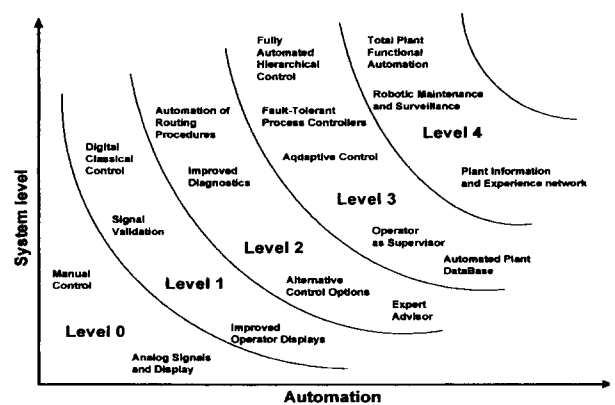 Fully
Automated
Hierarchical
Control
Total Plant
Functional
Automation
Automation of
Routing
Procedures
Fault-Tolerant
Process Controllers
Robotic Maintenance
and Surveillance
Level 4
Digital
Classical
Control
Improved
Diagnostics
Aqdaptive Control
Plant Information
and Experience network
Level 3
Signal
Validation
Level 2
Operator
as Supervisor
Automated Plant
DataBase
Manual
Control
Level 1
Alternative
Control Options
Expert
Advisor
Level 0
Improved
Operator Displays
Analog Signals
and Display
System level
Automation